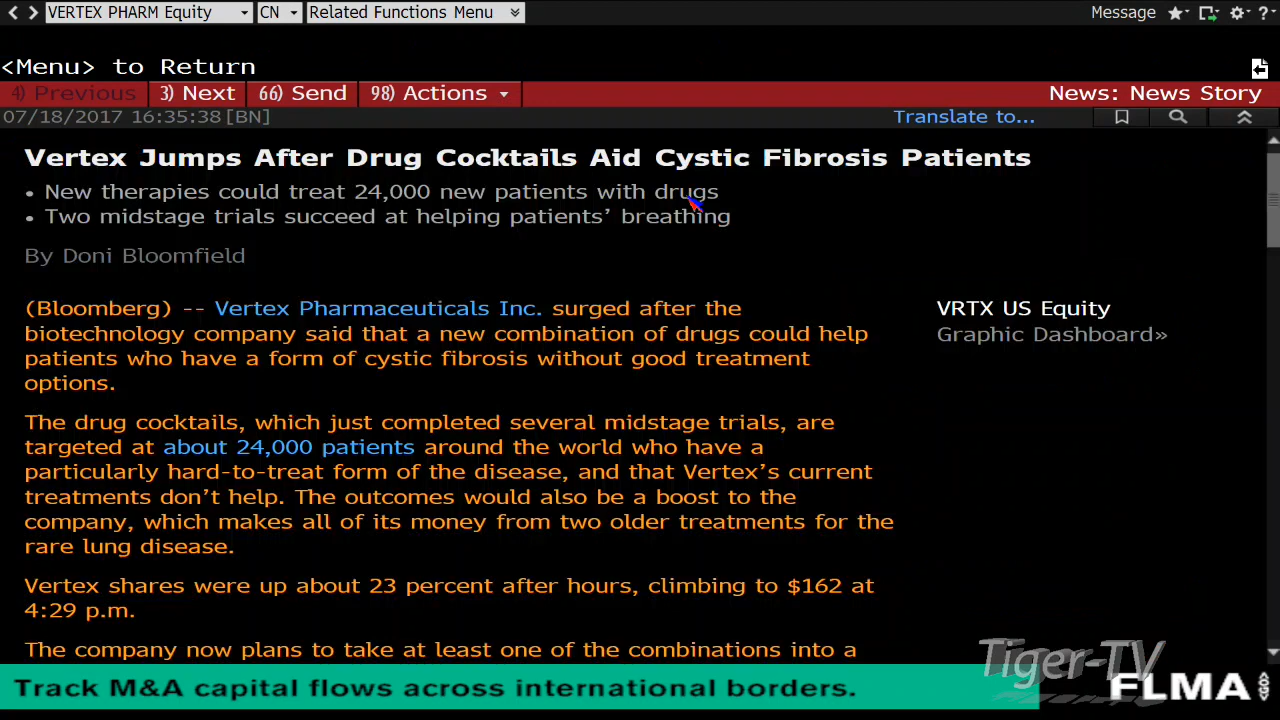 VERTEX PHARM Equity CN Related Functions Menu Message ?
<Menu> to Return
4) Previous 3) Next 66) Send 98) Actions News: News Story
07/18/2017 16:35:38 [BN] Translate to...
Vertex Jumps After Drug Cocktails Aid Cystic Fibrosis Patients
• New therapies could treat 24,000 new patients with drugs
• Two midstage trials succeed at helping patients’ breathing
By Doni Bloomfield
(Bloomberg) -- Vertex Pharmaceuticals Inc. surged after the
biotechnology company said that a new combination of drugs could help
patients who have a form of cystic fibrosis without good treatment
options.
VRTX US Equity
Graphic Dashboard»
The drug cocktails, which just completed several midstage trials, are
targeted at about 24,000 patients around the world who have a
particularly hard-to-treat form of the disease, and that Vertex’s current
treatments don’t help. The outcomes would also be a boost to the
company, which makes all of its money from two older treatments for the
rare lung disease.
Vertex shares were up about 23 percent after hours, climbing to $162 at
4:29 p.m.
The company now plans to take at least one of the combinations into a
Tiger-TV
Track M&A capital flows across international borders.
FLMA <GO>